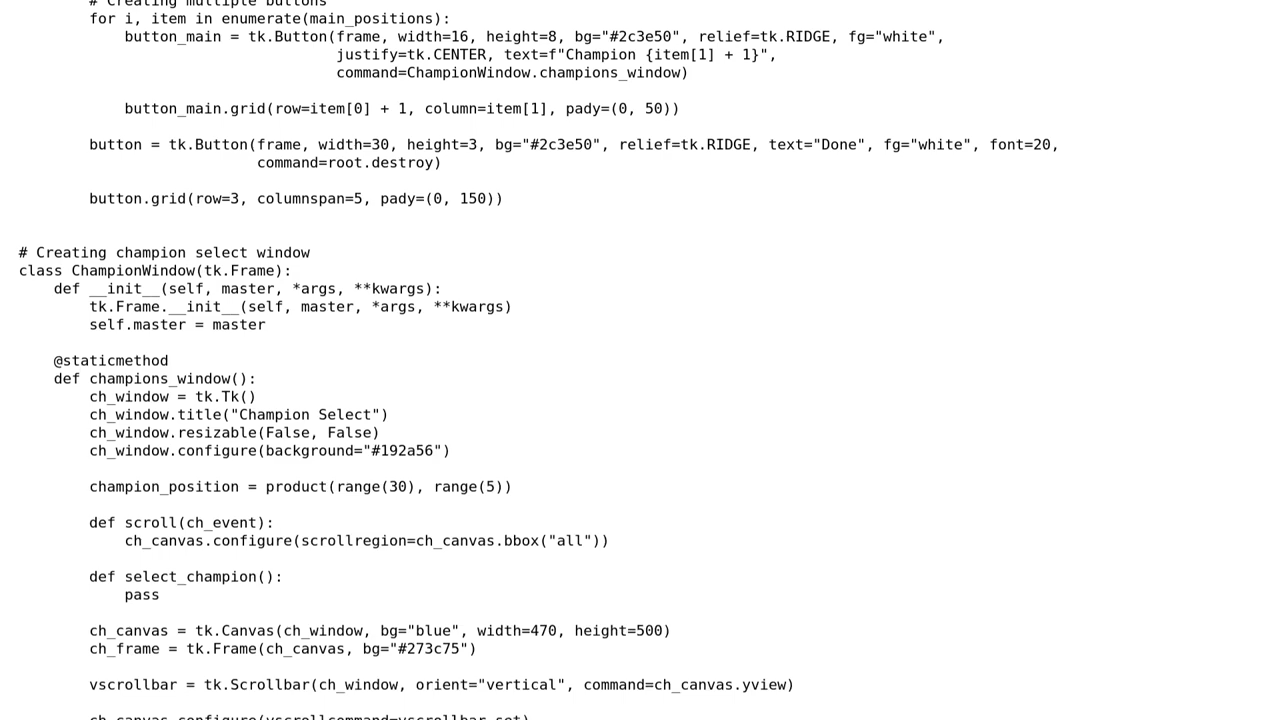 # Creating multiple buttons
for i, item in enumerate(main_positions):
button_main = tk.Button(frame, width=16, height=8, bg="#2c3e50", relief=tk.RIDGE, fg="white",
justify=tk.CENTER, text=f"Champion {item[1] + 1}",
command=ChampionWindow.champions_window)
button_main.grid(row=item[0] + 1, column=item[1], pady=(0, 50))
button = tk.Button(frame, width=30, height=3, bg="#2c3e50", relief=tk.RIDGE, text="Done", fg="white", font=20,
command=root.destroy)
button.grid(row=3, columnspan=5, pady=(0, 150))
# Creating champion select window
class ChampionWindow(tk.Frame):
def __init__(self, master, *args, **kwargs):
tk.Frame.__init__(self, master, *args, **kwargs)
self.master = master
@staticmethod
def champions_window():
ch_window = tk.Tk()
ch_window.title("Champion Select")
ch_window.resizable(False, False)
ch_window.configure(background="#192a56")
champion_position = product(range(30), range(5))
def scroll(ch_event):
ch_canvas.configure(scrollregion=ch_canvas.bbox("all"))
def select_champion():
pass
ch_canvas = tk.Canvas(ch_window, bg="blue", width=470, height=500)
ch_frame = tk.Frame(ch_canvas, bg="#273c75")
vscrollbar = tk.Scrollbar(ch_window, orient="vertical", command=ch_canvas.yview)
ch_canvas.configure(yscrollcommand=vscrollbar.set)